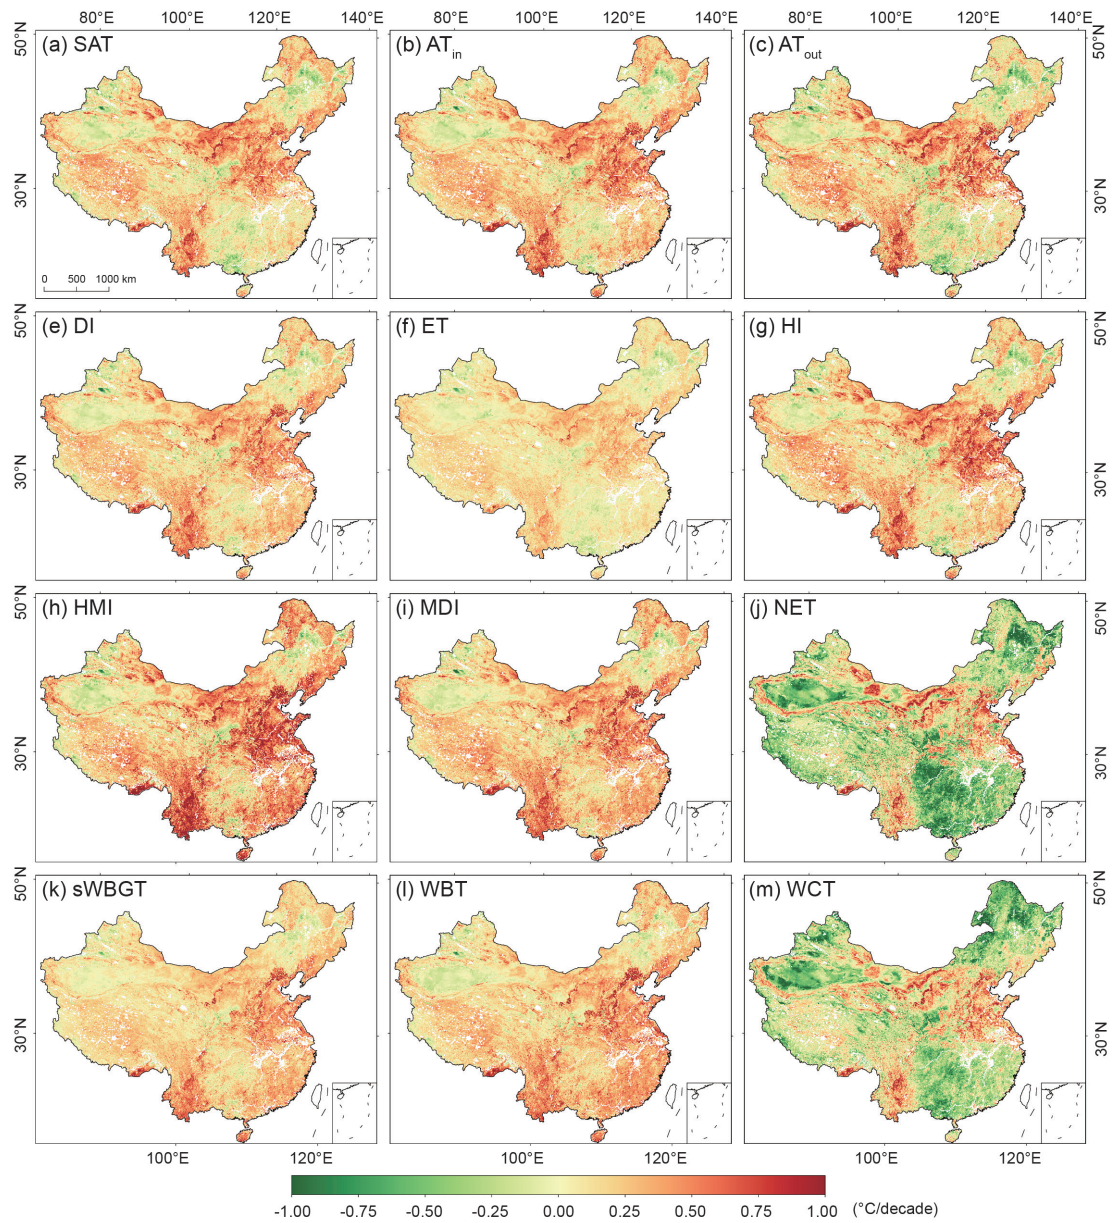 80°E 100°E 120°E 140°E 80°E 100°E 120°E 140°E 80°E 100°E 120°E 140°E
(a) SAT (b) ATin (c) ATout
50°N 50°N
30°N 30°N
0 500 1000 km
(e) DI (f) ET (g) HI
50°N 50°N
30°N 30°N
(h) HMI (i) MDI (j) NET
50°N 50°N
30°N 30°N
(k) sWBGT (l) WBT (m) WCT
50°N 50°N
30°N 30°N
100°E 120°E 100°E 120°E 100°E 120°E
-1.00 -0.75 -0.50 -0.25 0.00 0.25 0.50 0.75 1.00 (°C/decade)